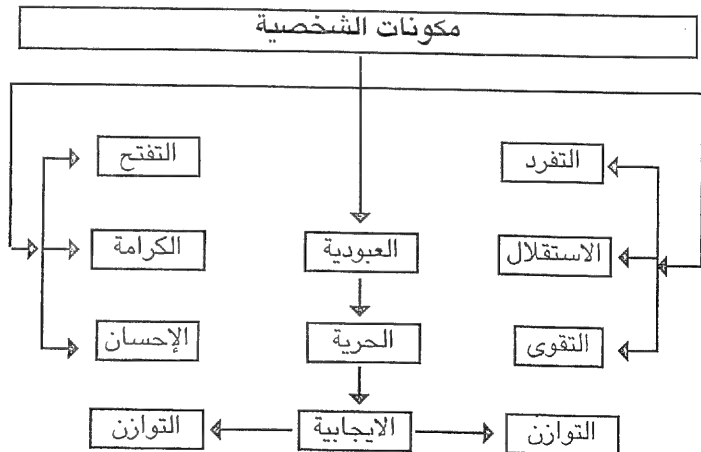 مكونات الشخصية
التفرد
التفتح
الاستقلال
العبودية
الكرامة
التقوى
الحرية
الإحسان
التوازن
الايجابية
التوازن